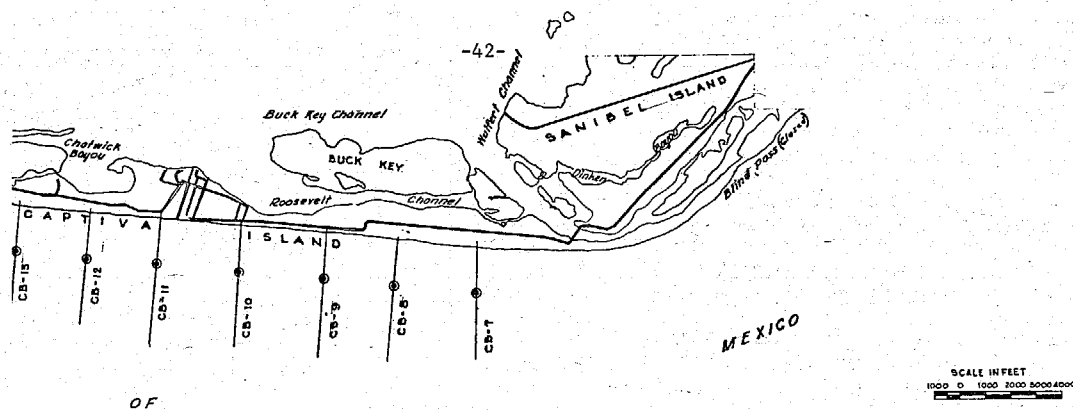 -42-
Wulfert Channel
SANIBEL ISLAND
Buck Key Channel
Chatwick
Bayou
BUCK KEY
Dinken
Bayou
Blind Pass (Closed)
Roosevelt Channel
CAPTIVA ISLAND
CB-13
CB-12
CB-11
CB-10
CB-9
CB-8
CB-7
MEXICO
OF
SCALE IN FEET
1000 0 1000 2000 3000 4000